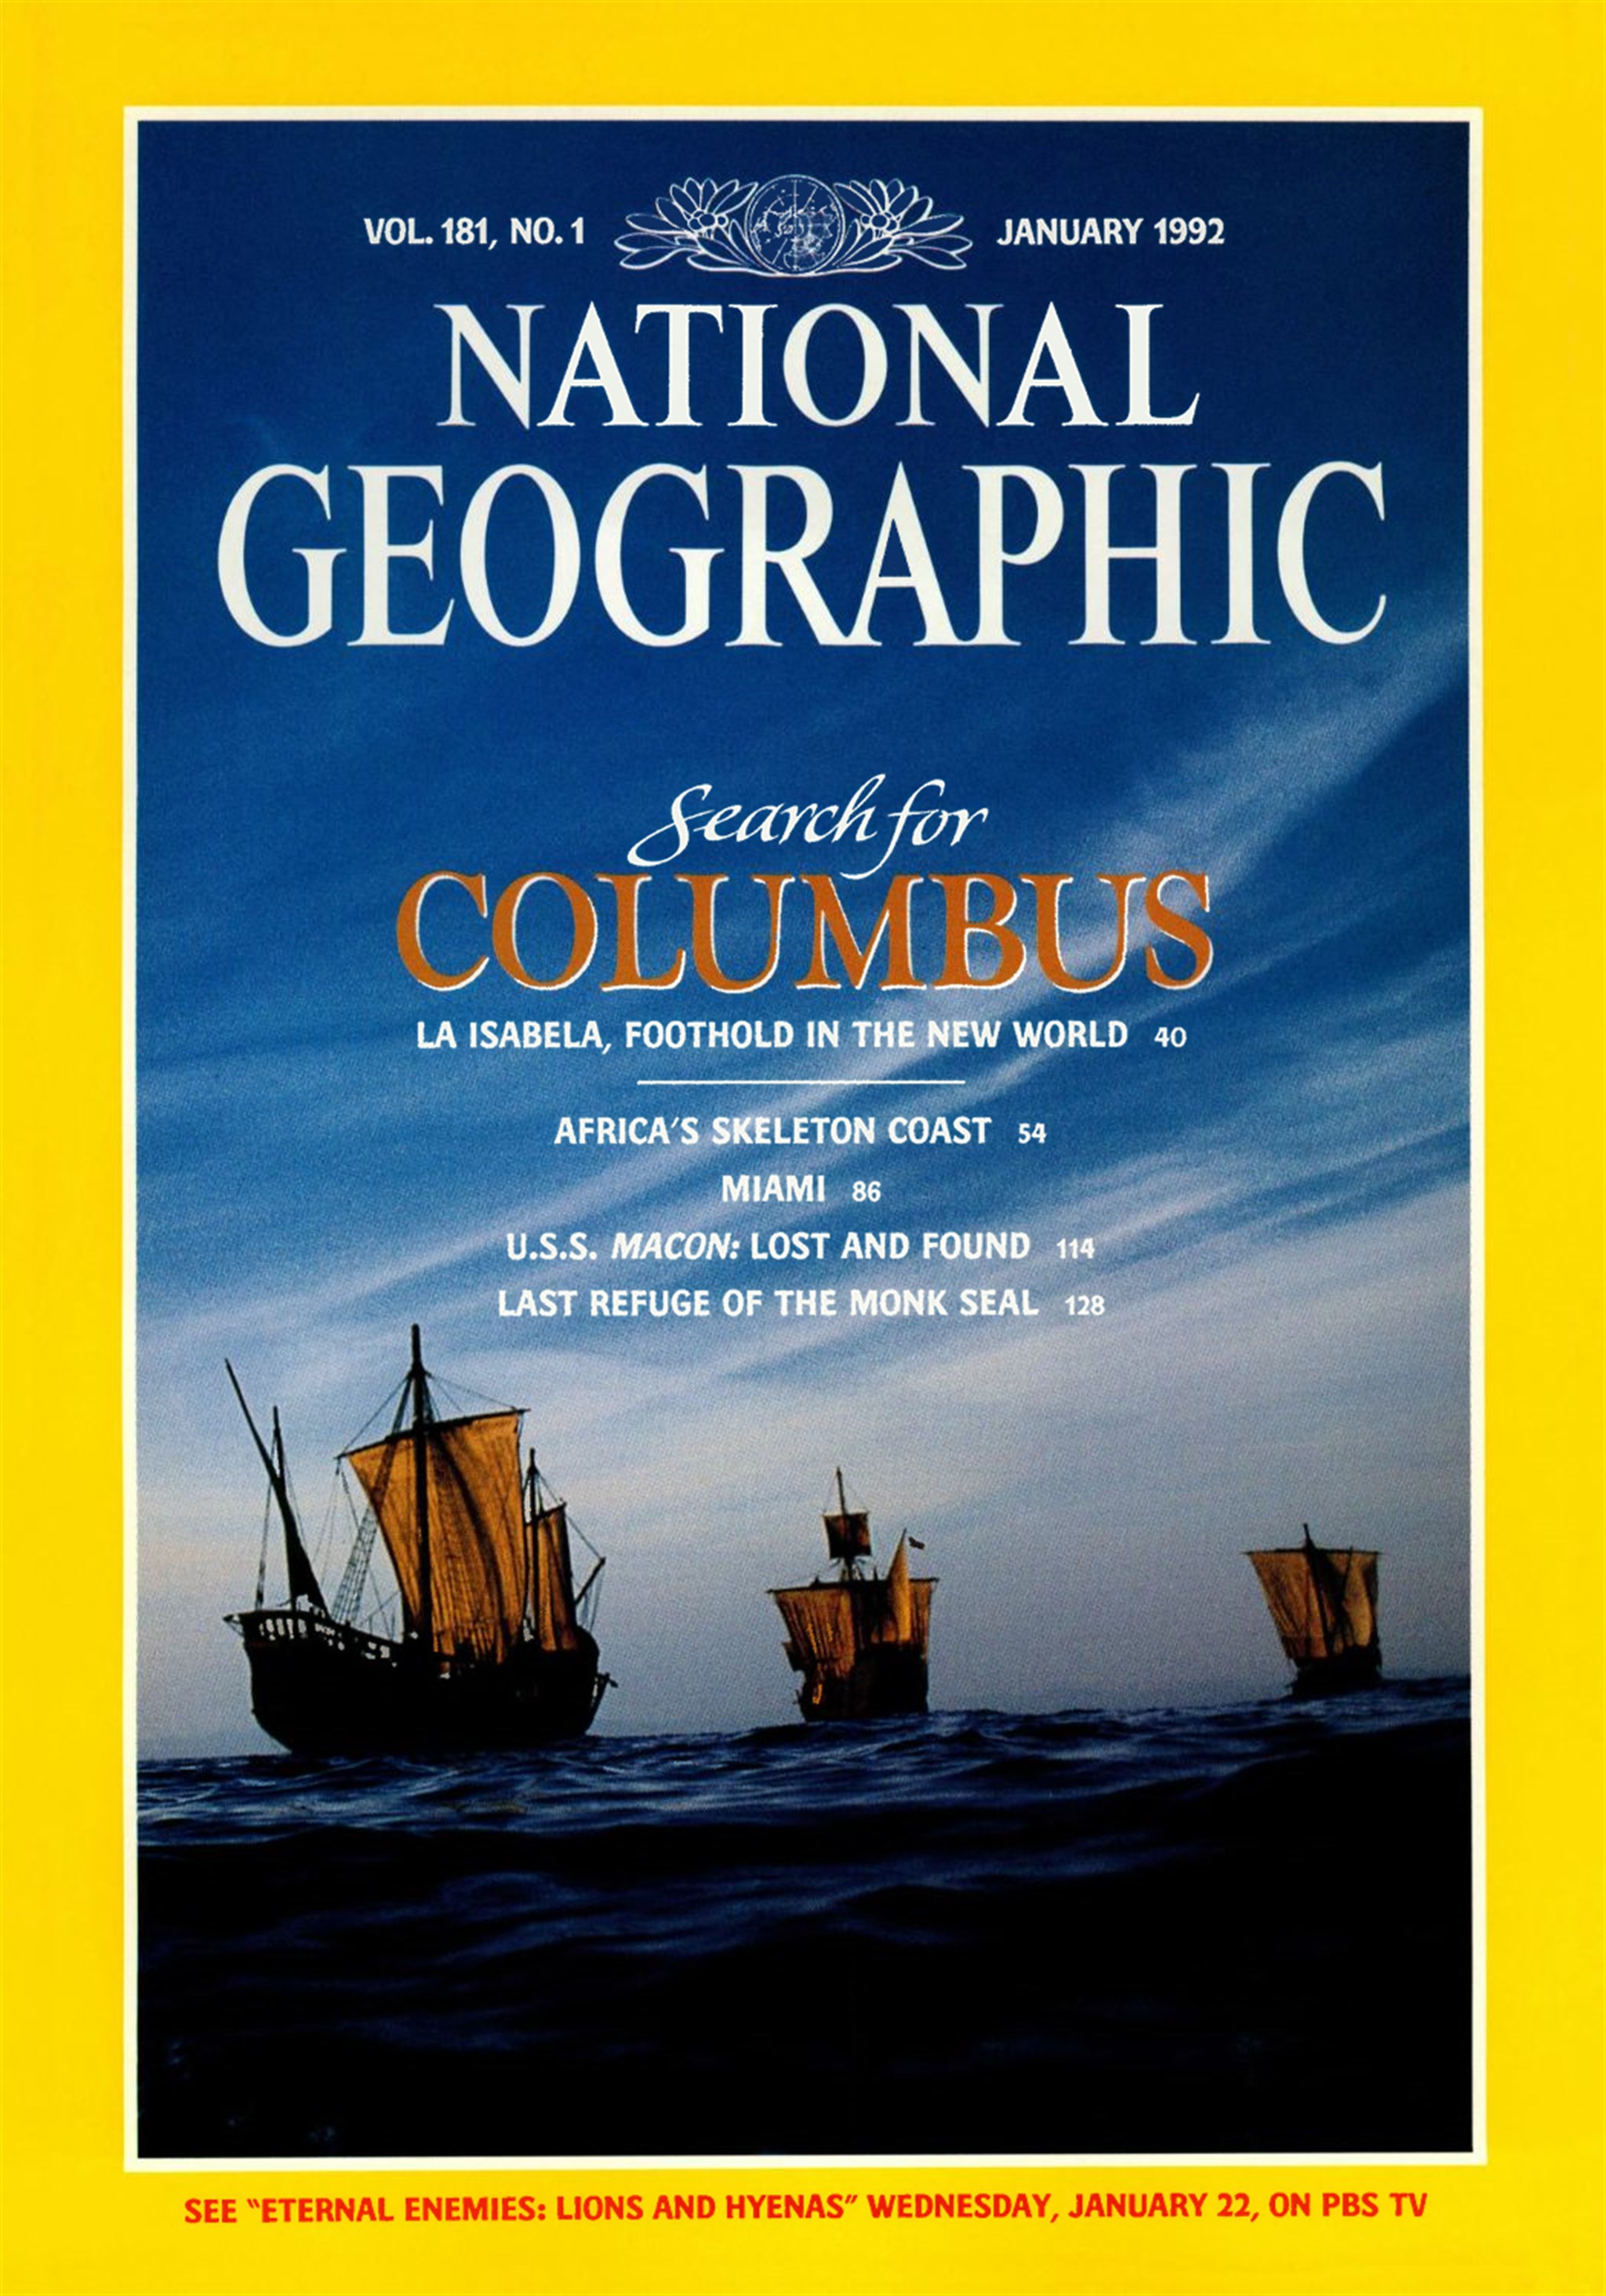 VOL. 181, NO. 1
JANUARY 1992
NATIONAL
GEOGRAPHIC
Search for
COLUMBUS
LA ISABELA, FOOTHOLD IN THE NEW WORLD 40
AFRICA'S SKELETON COAST 54
MIAMI 86
U.S.S. MACON: LOST AND FOUND 114
LAST REFUGE OF THE MONK SEAL 128
SEE "ETERNAL ENEMIES: LIONS AND HYENAS" WEDNESDAY, JANUARY 22, ON PBS TV